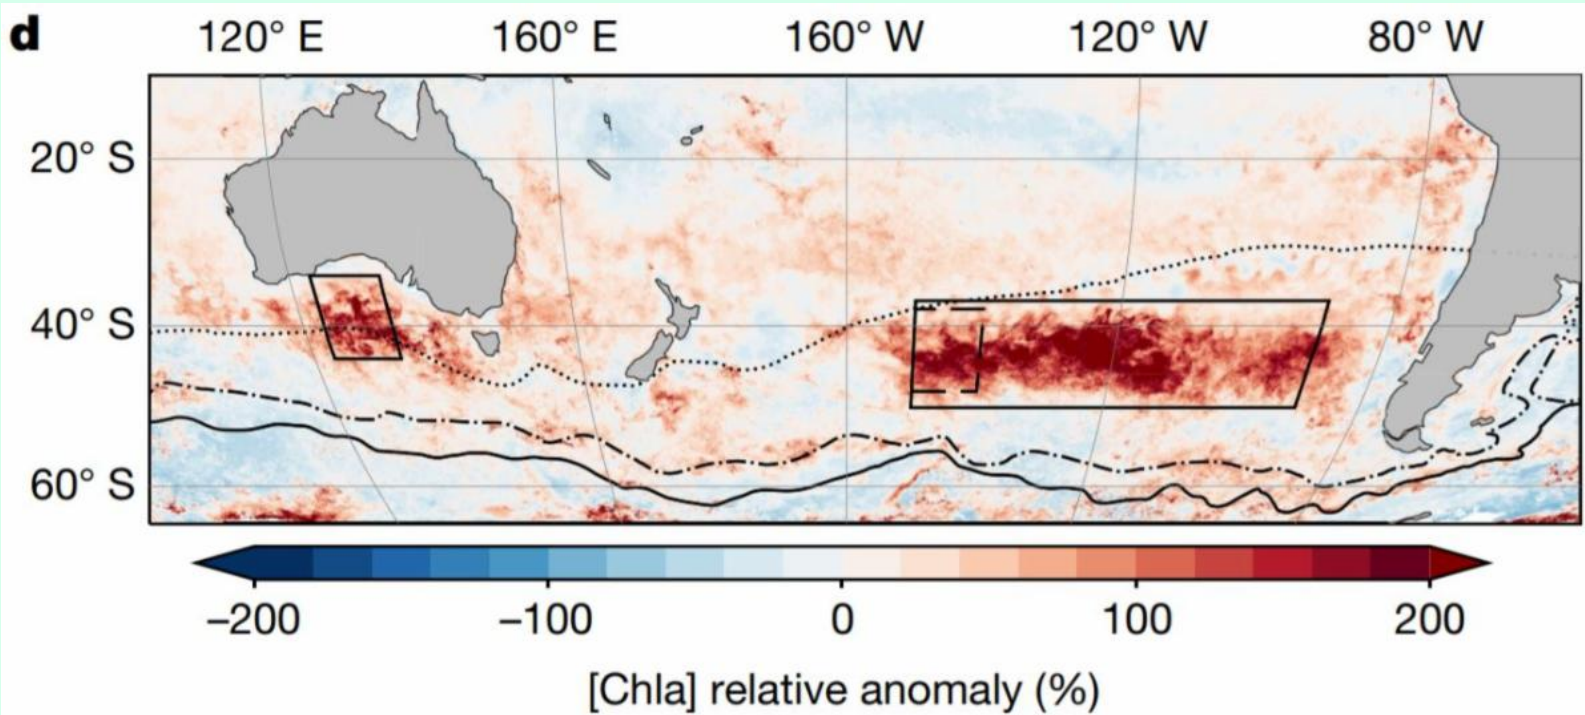 d 120° E 160° E 160° W 120° W 80° W
20° S
40° S
60° S
−200 −100 0 100 200
[Chla] relative anomaly (%)